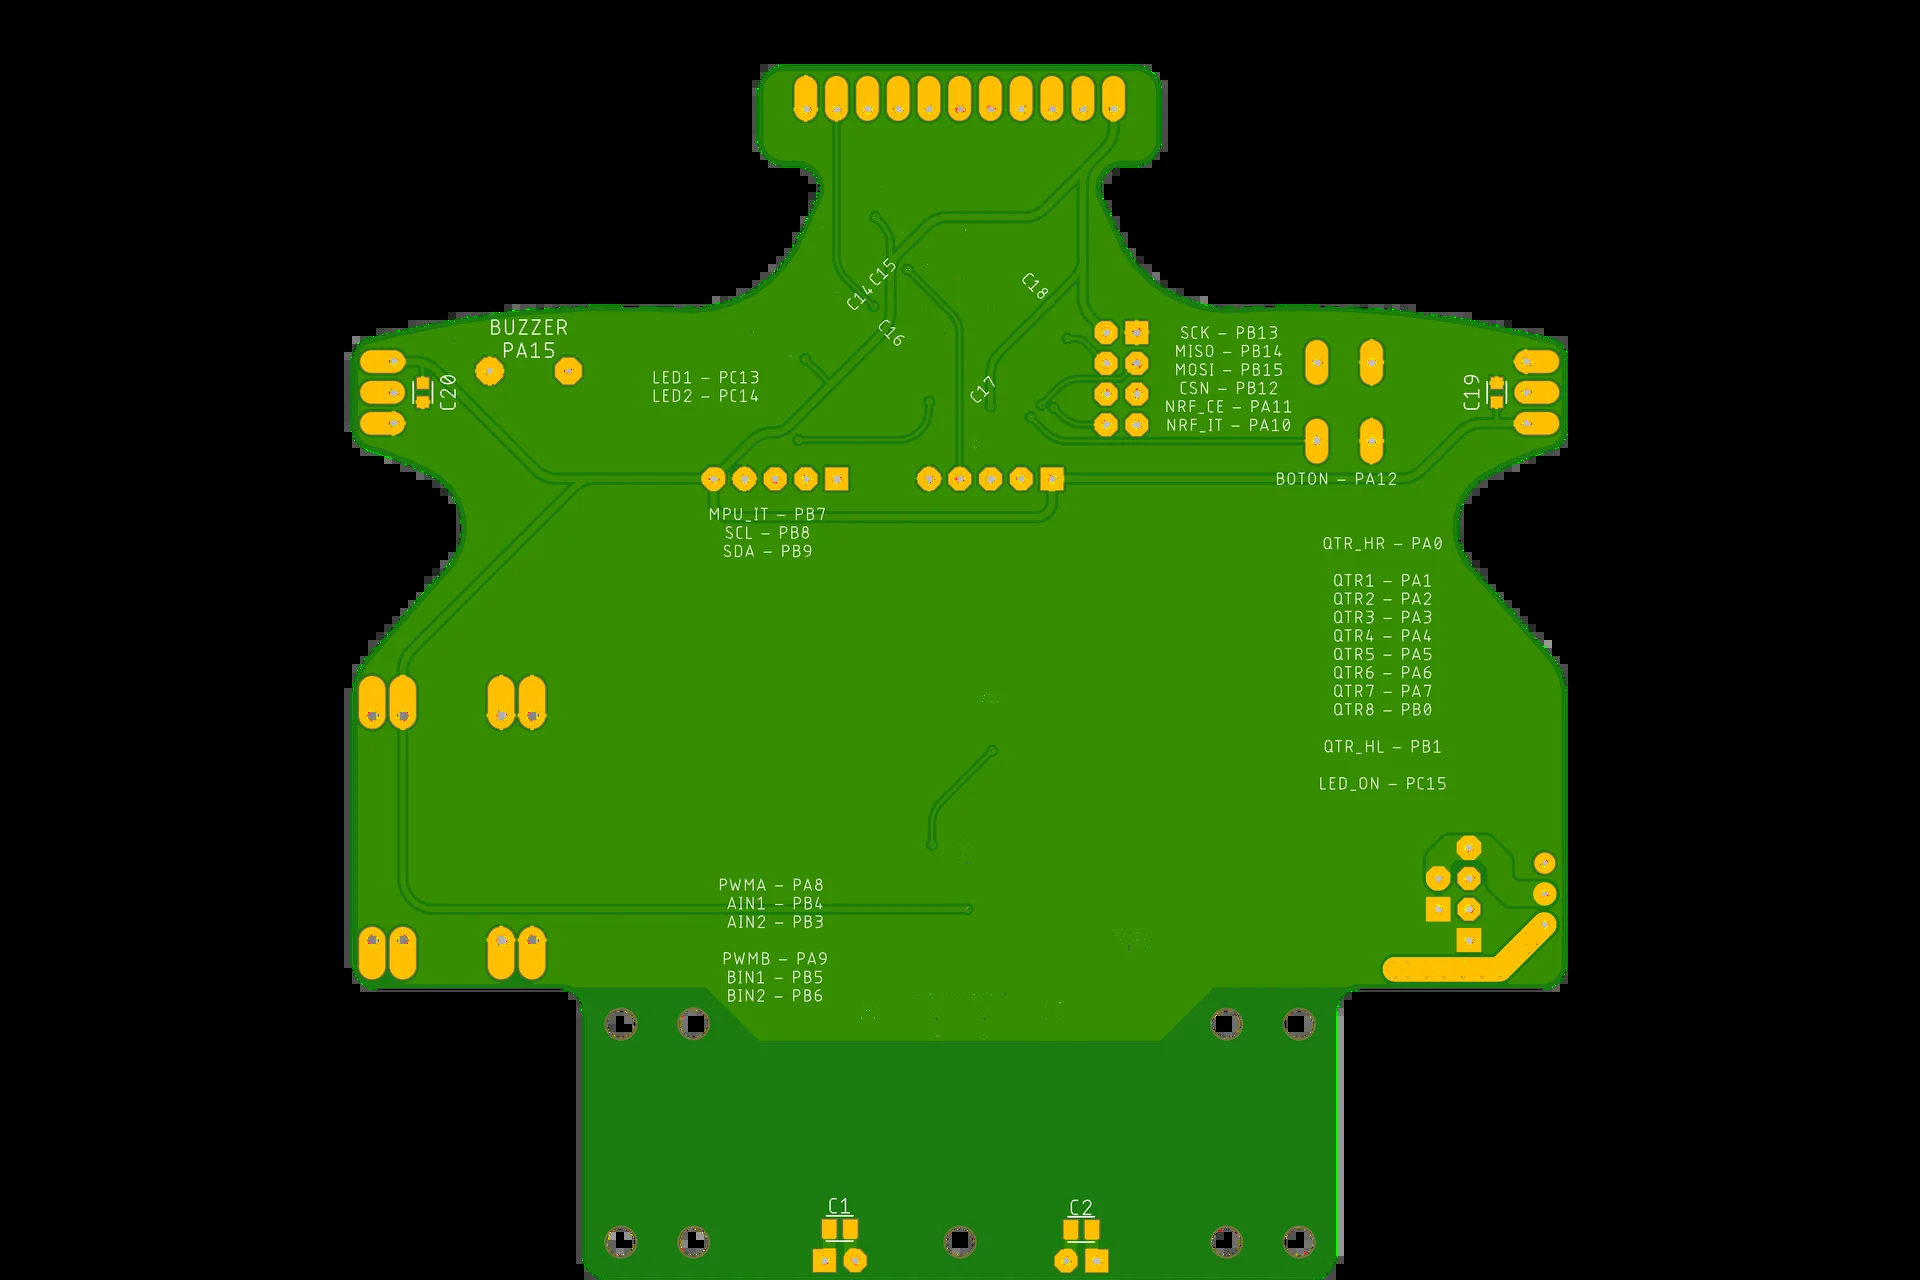 C15
C14
C18
C16
BUZZER
PA15
LED1 – PC13
LED2 – PC14
C20
C17
SCK – PB13
MISO – PB14
MOSI – PB15
CSN – PB12
NRF_CE – PA11
NRF_IT – PA10
C19
BOTON – PA12
MPU_IT – PB7
SCL – PB8
SDA – PB9
QTR_HR – PA0
QTR1 – PA1
QTR2 – PA2
QTR3 – PA3
QTR4 – PA4
QTR5 – PA5
QTR6 – PA6
QTR7 – PA7
QTR8 – PB0
QTR_HL – PB1
LED_ON – PC15
PWMA – PA8
AIN1 – PB4
AIN2 – PB3
PWMB – PA9
BIN1 – PB5
BIN2 – PB6
C1
C2